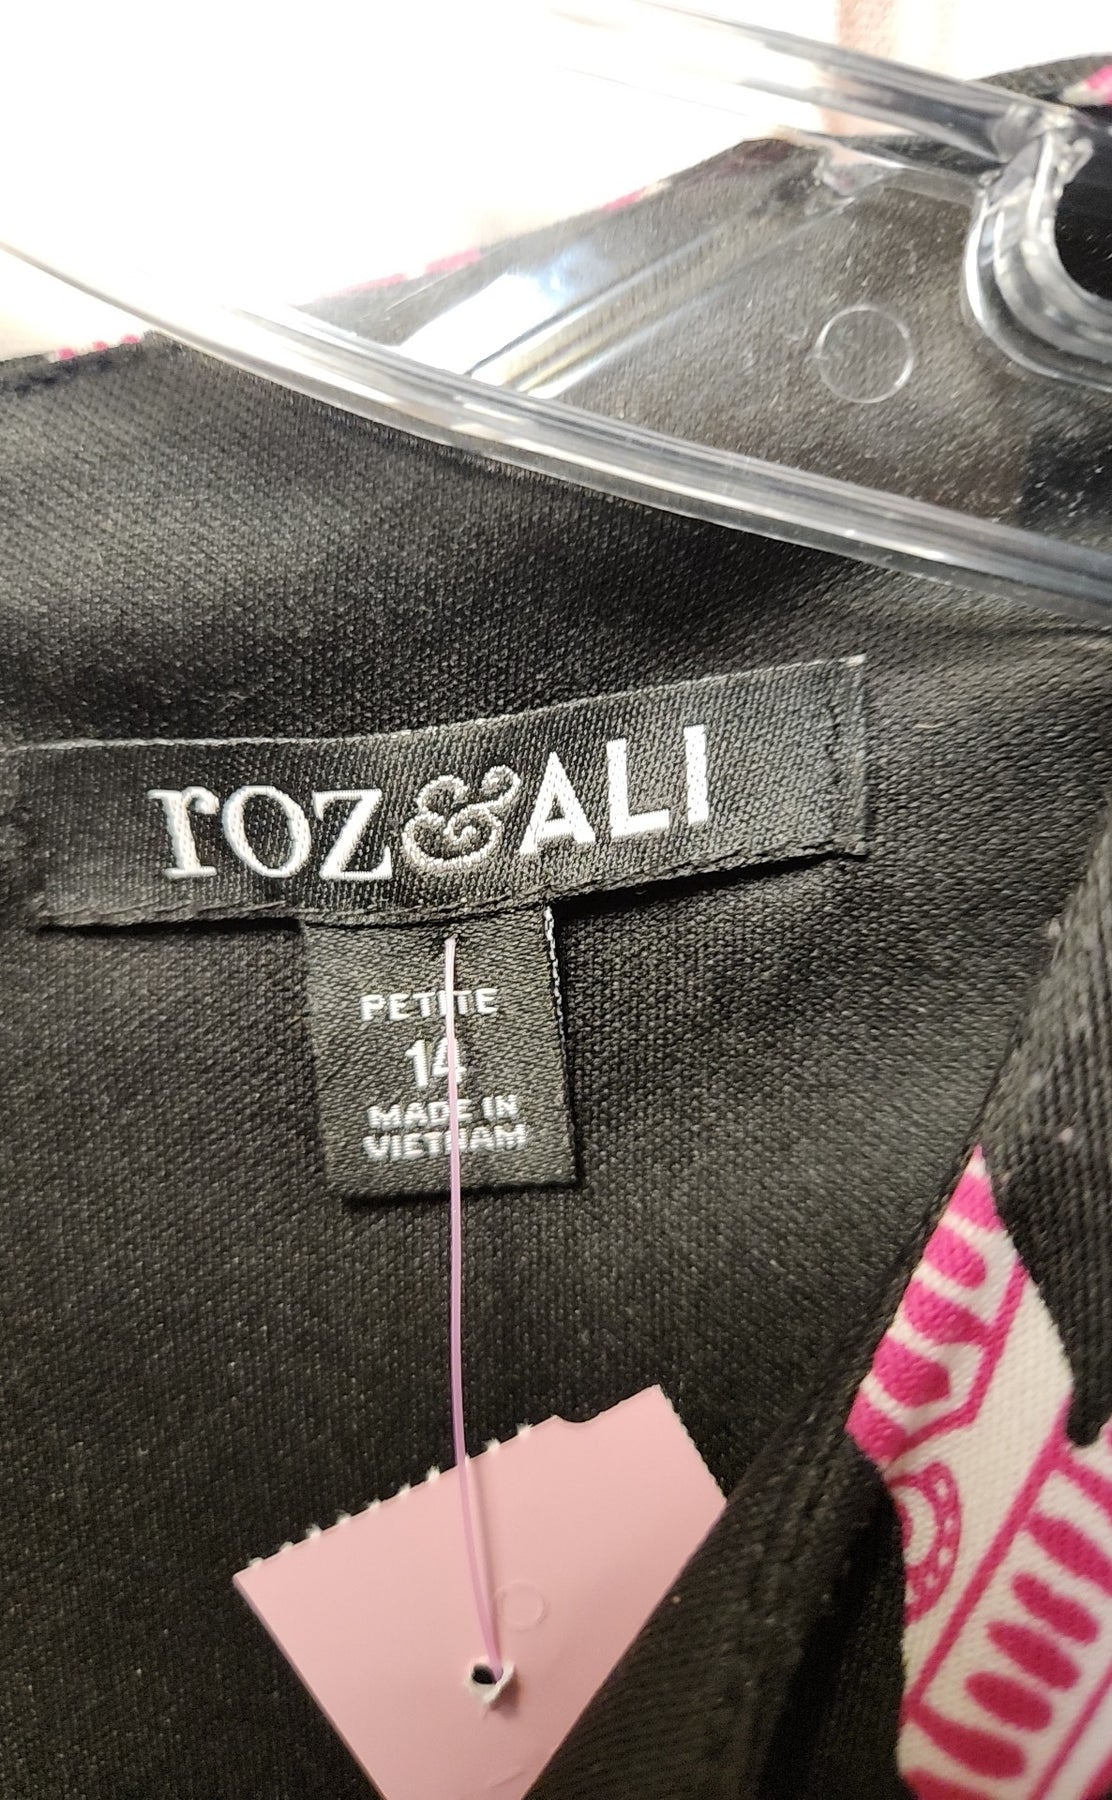 roz&ALI
PETITE
14
MADE IN
VIETNAM